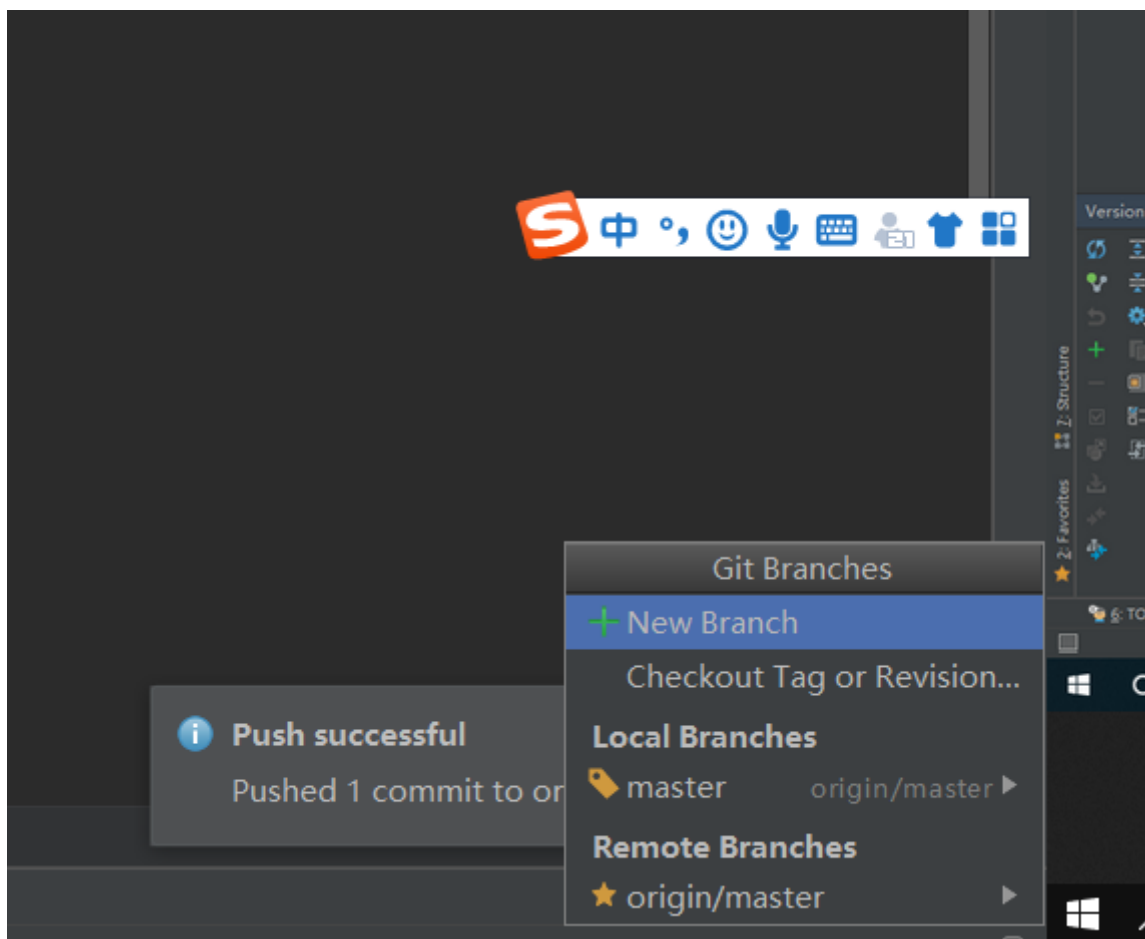 中
Version
7: Structure
2: Favorites
6: TO
Git Branches
New Branch
Checkout Tag or Revision...
Local Branches
master origin/master
Remote Branches
origin/master
Push successful
Pushed 1 commit to or